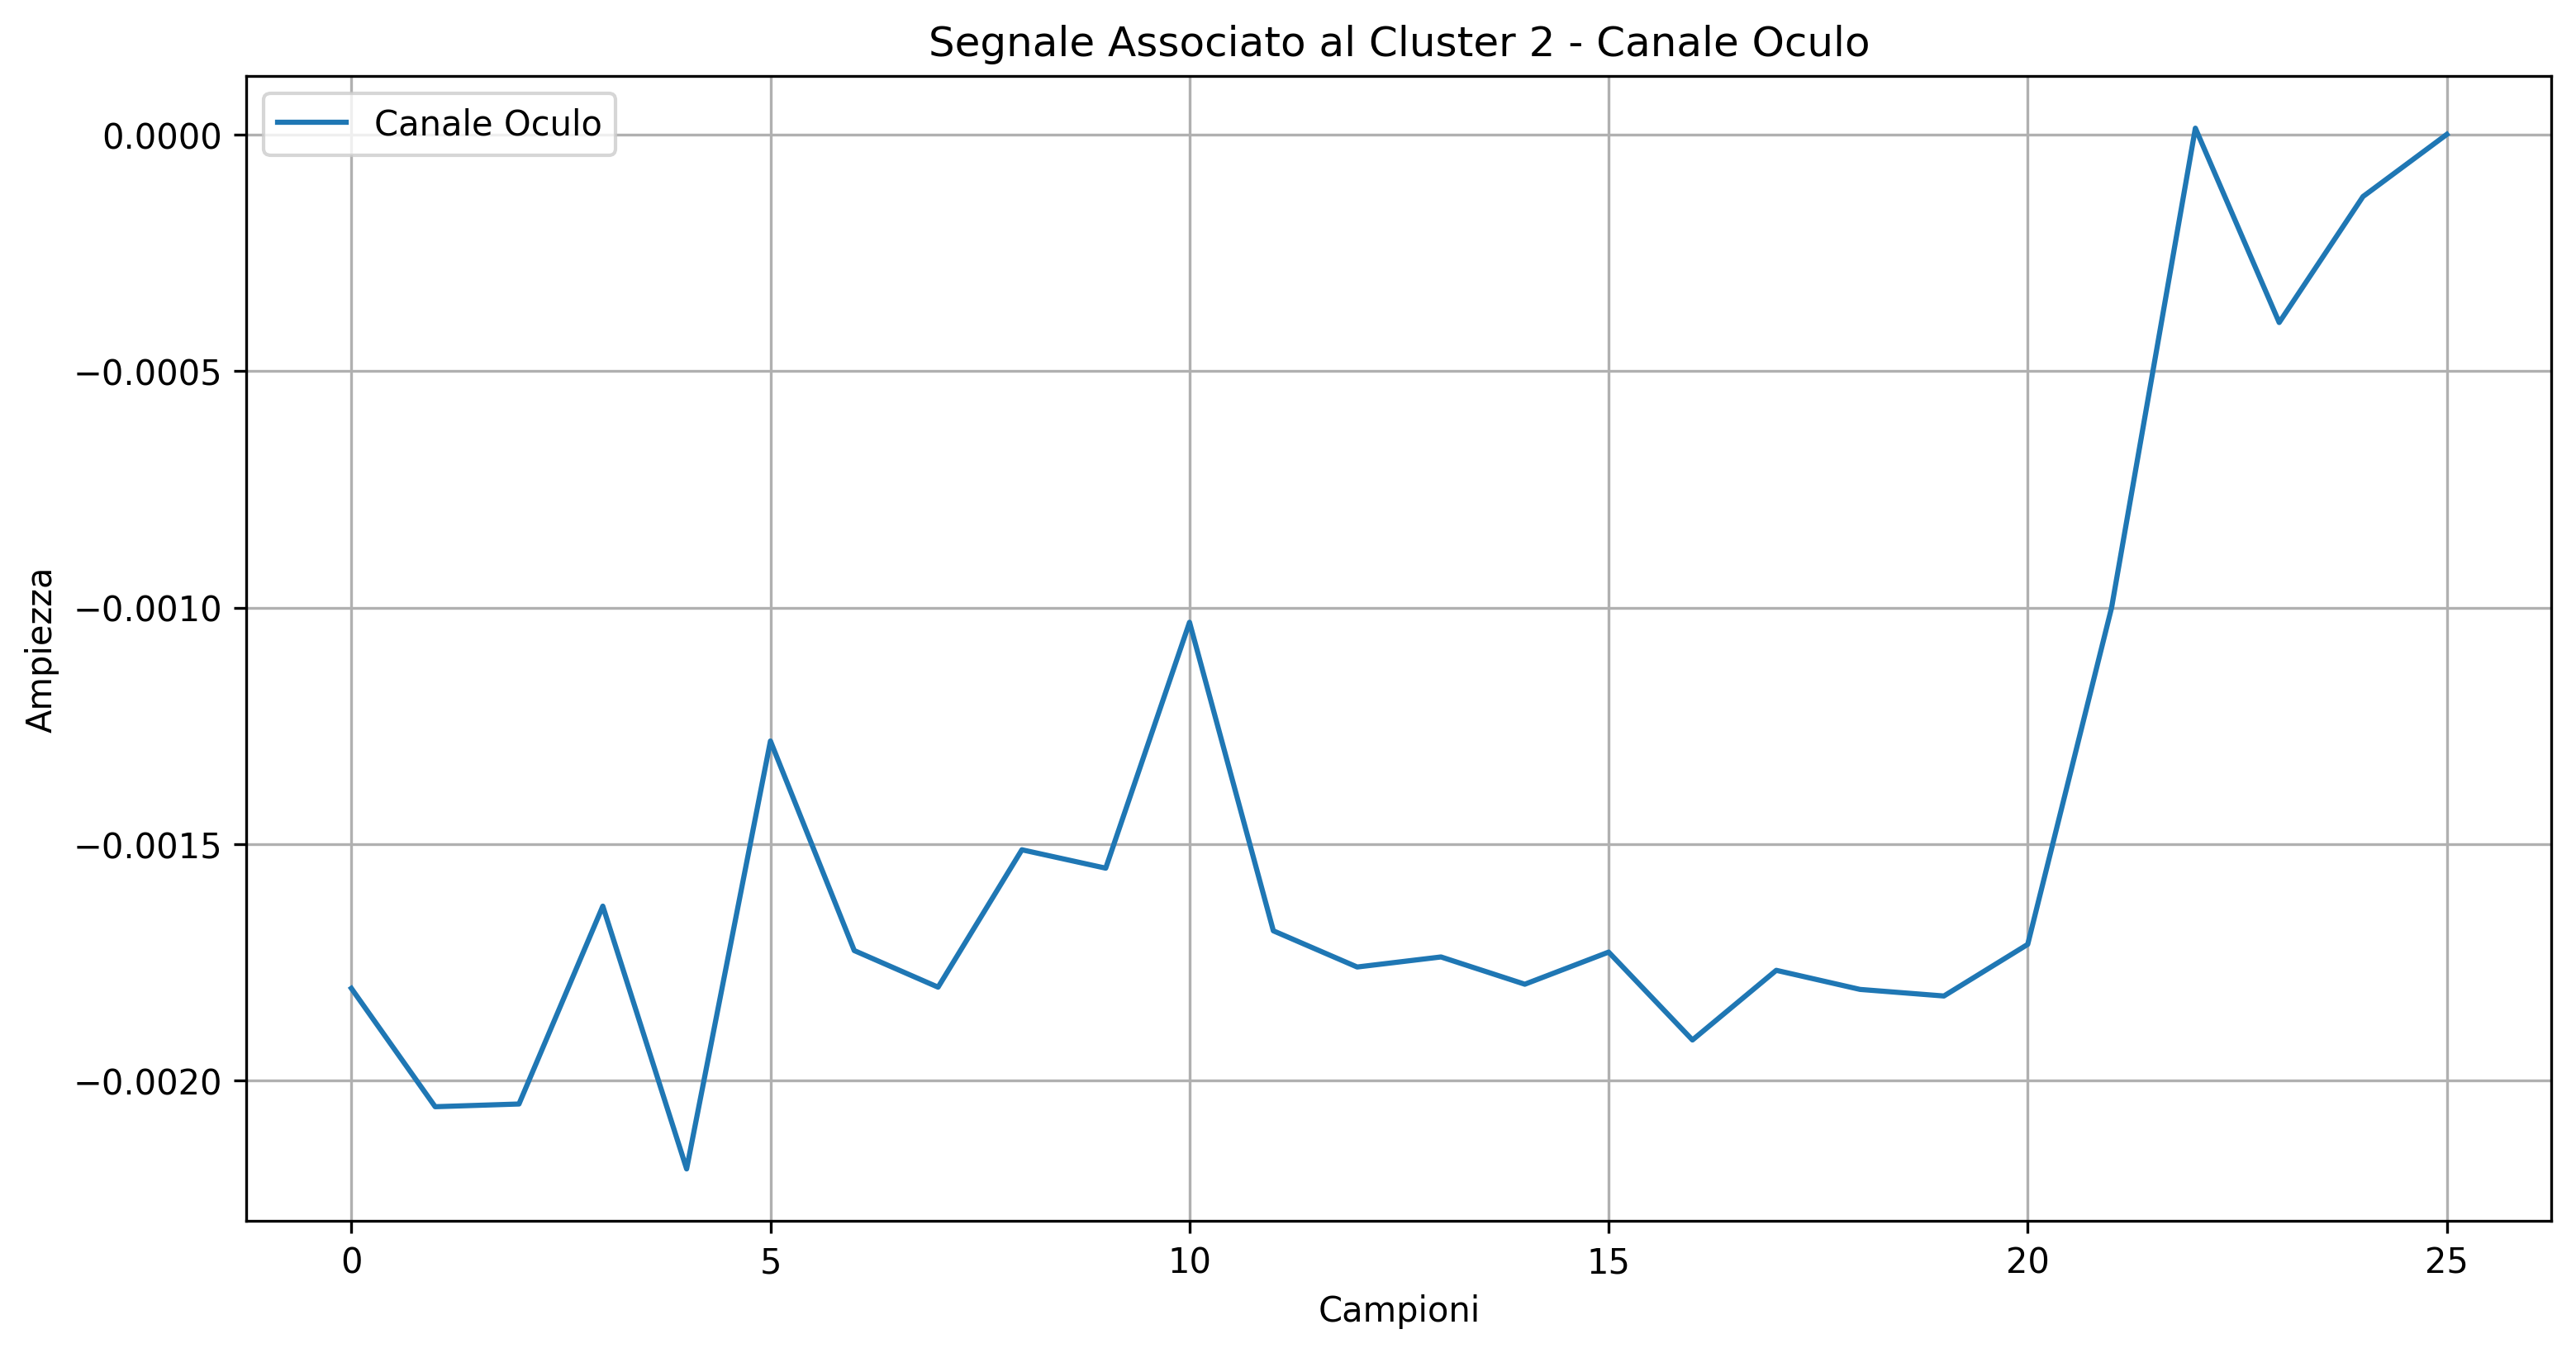 Segnale Associato al Cluster 2 - Canale Oculo
Canale Oculo
0.0000
−0.0005
−0.0010
−0.0015
−0.0020
Ampiezza
0 5 10 15 20 25
Campioni